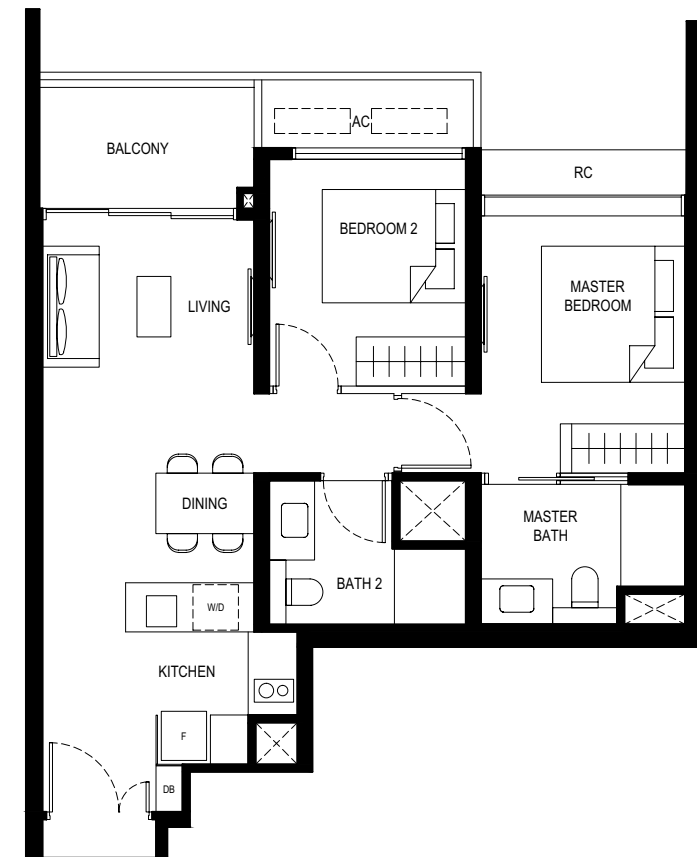 AC
BALCONY
RC
BEDROOM 2
MASTER
BEDROOM
LIVING
DINING
MASTER
BATH
BATH 2
W/D
KITCHEN
F
DB